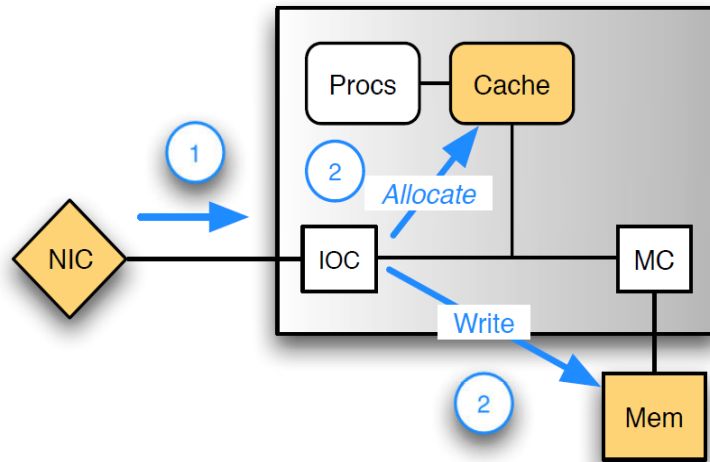 Procs
Cache
1
2
Allocate
NIC
IOC
MC
Write
2
Mem